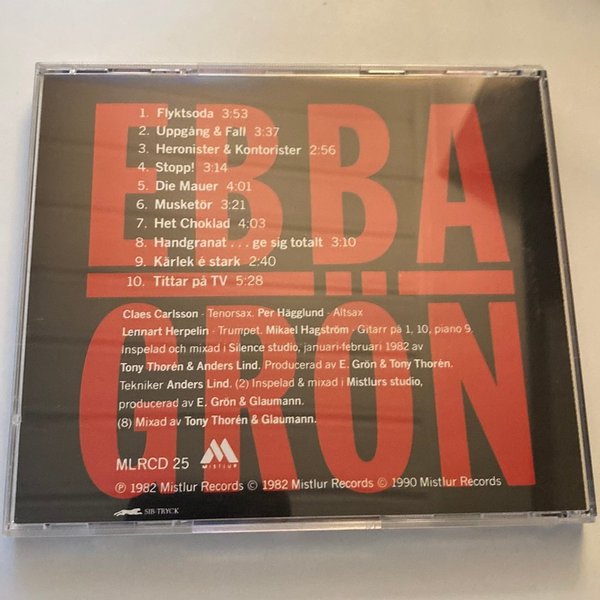 EBBA
GRÖN
1. Flyktsoda 3:53
2. Uppgång & Fall 3:37
3. Heronister & Kontorister 2:56
4. Stopp! 3:14
5. Die Mauer 4:01
6. Musketör 3:21
7. Het Choklad 4:03
8. Handgranat . . . ge sig totalt 3:10
9. Kärlek é stark 2:40
10. Tittar på TV 5:28
Claes Carlsson - Tenorsax. Per Hägglund - Altsax
Lennart Herpelin - Trumpet. Mikael Hagström - Gitarr på 1, 10, piano 9.
Inspelad och mixad i Silence studio, januari-februari 1982 av
Tony Thorén & Anders Lind. Producerad av E. Grön & Tony Thorén.
Tekniker Anders Lind. (2) Inspelad & mixad i Mistlurs studio,
producerad av E. Grön & Glaumann.
(8) Mixad av Tony Thorén & Glaumann.
MLRCD 25 MISTLUR
℗ 1982 Mistlur Records © 1982 Mistlur Records © 1990 Mistlur Records
SIB-TRYCK